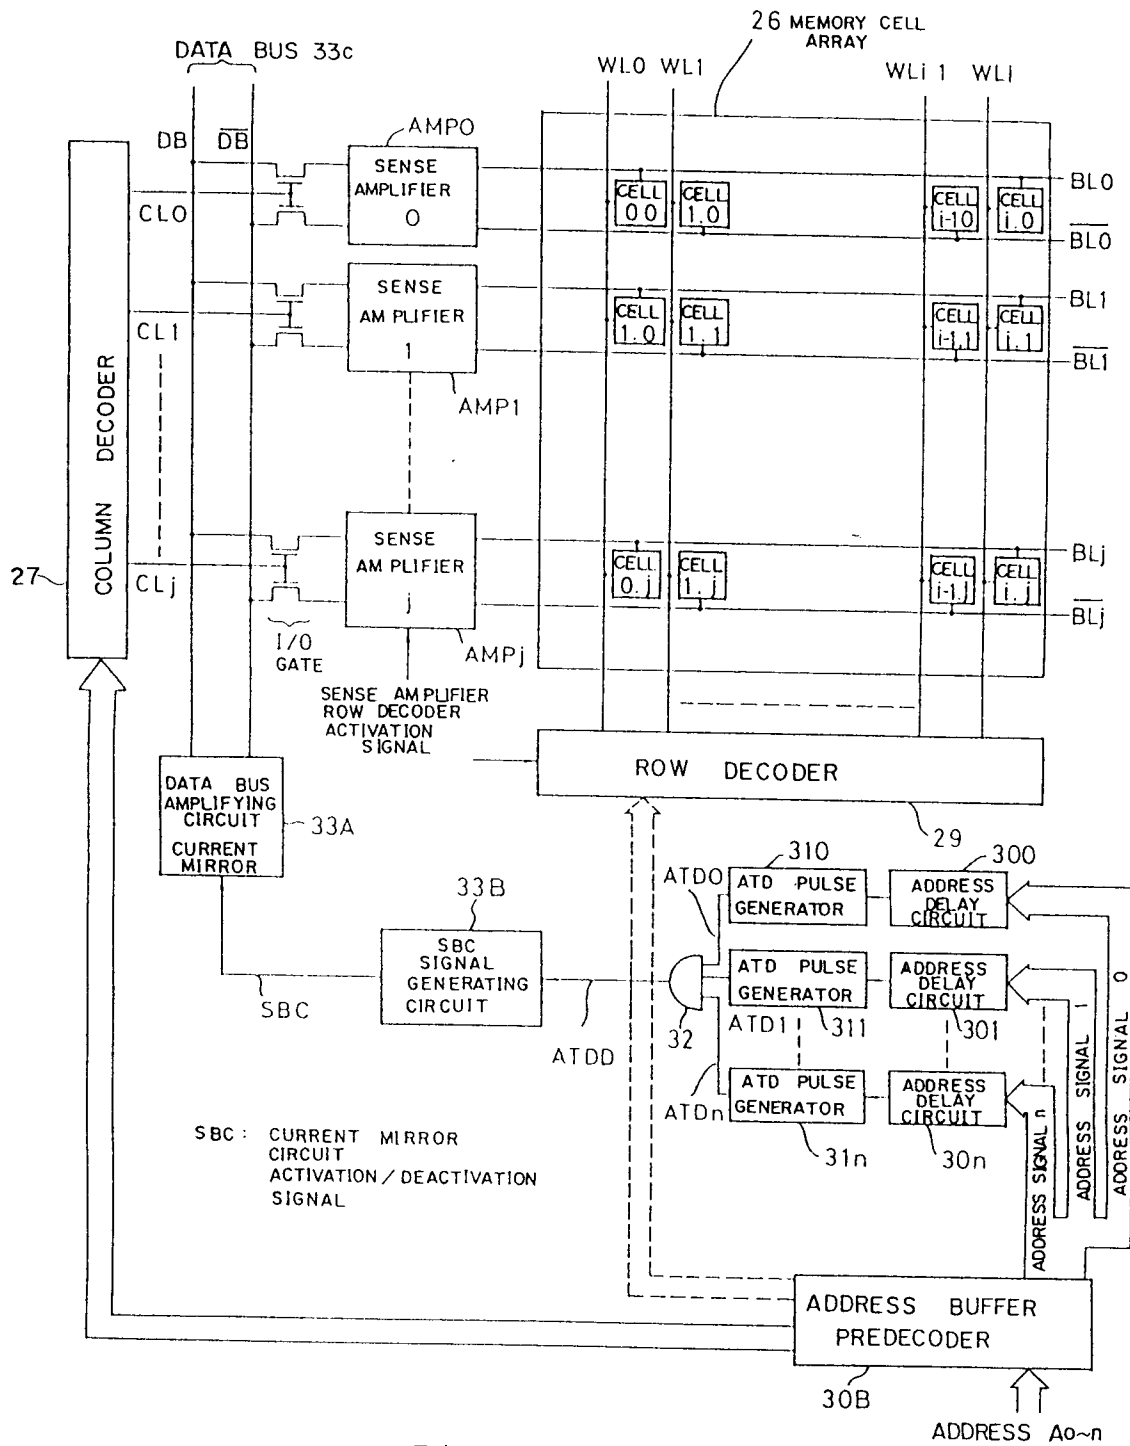 26 MEMORY CELL
ARRAY
DATA BUS 33c
WL0 WL1 WLi 1 WLi
DB D̅B̅
AMP0
SENSE
AMPLIFIER
0
CELL
00
CELL
1,0
CELL
i-10
CELL
i.0
BL0
B̅L̅0̅
CL0
SENSE
AMPLIFIER
1
CELL
1.0
CELL
1.1
CELL
i-1,1
CELL
i.1
BL1
B̅L̅1̅
CL1
AMP1
COLUMN DECODER
27
SENSE
AMPLIFIER
j
CELL
0.j
CELL
1.j
CELL
i-1.j
CELL
i.j
BLj
B̅L̅j̅
CLj
I/O
GATE
AMPj
SENSE AMPLIFIER
ROW DECODER
ACTIVATION
SIGNAL
ROW DECODER
29
DATA BUS
AMPLIFYING
CIRCUIT
CURRENT
MIRROR
33A
33B
SBC
SIGNAL
GENERATING
CIRCUIT
SBC
ATDD
32
ATD0
310
ATD PULSE
GENERATOR
300
ADDRESS
DELAY
CIRCUIT
ATD PULSE
GENERATOR
ADDRESS
DELAY
CIRCUIT
ATD1
311
301
ATD PULSE
GENERATOR
ADDRESS
DELAY
CIRCUIT
ATDn
31n
30n
ADDRESS SIGNAL n
ADDRESS SIGNAL 1
ADDRESS SIGNAL 0
SBC: CURRENT MIRROR
CIRCUIT
ACTIVATION/DEACTIVATION
SIGNAL
ADDRESS BUFFER
PREDECODER
30B
ADDRESS Ao~n